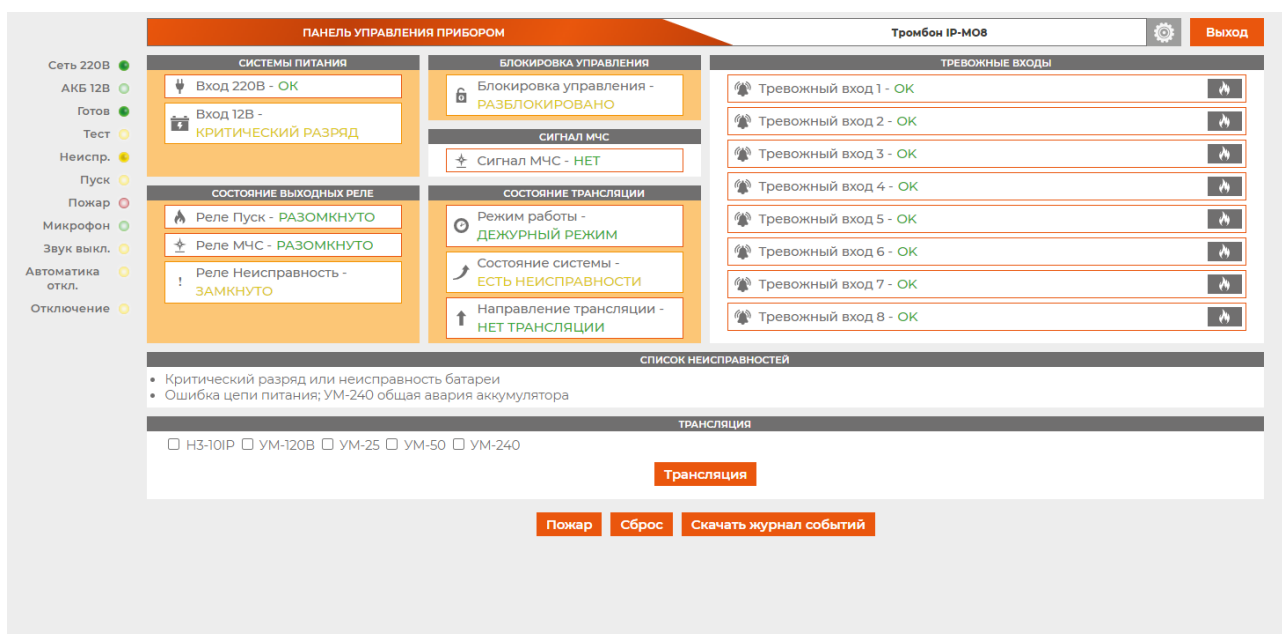 ПАНЕЛЬ УПРАВЛЕНИЯ ПРИБОРОМ
Тромбон IP-МО8
Выход
Сеть 220В
АКБ 12В
Готов
Тест
Неиспр.
Пуск
Пожар
Микрофон
Звук выкл.
Автоматика
откл.
Отключение
СИСТЕМЫ ПИТАНИЯ
Вход 220В - ОК
Вход 12В -
КРИТИЧЕСКИЙ РАЗРЯД
БЛОКИРОВКА УПРАВЛЕНИЯ
Блокировка управления -
РАЗБЛОКИРОВАНО
СИГНАЛ МЧС
Сигнал МЧС - НЕТ
СОСТОЯНИЕ ВЫХОДНЫХ РЕЛЕ
Реле Пуск - РАЗОМКНУТО
Реле МЧС - РАЗОМКНУТО
Реле Неисправность -
ЗАМКНУТО
СОСТОЯНИЕ ТРАНСЛЯЦИИ
Режим работы -
ДЕЖУРНЫЙ РЕЖИМ
Состояние системы -
ЕСТЬ НЕИСПРАВНОСТИ
Направление трансляции -
НЕТ ТРАНСЛЯЦИИ
ТРЕВОЖНЫЕ ВХОДЫ
Тревожный вход 1 - ОК
Тревожный вход 2 - ОК
Тревожный вход 3 - ОК
Тревожный вход 4 - ОК
Тревожный вход 5 - ОК
Тревожный вход 6 - ОК
Тревожный вход 7 - ОК
Тревожный вход 8 - ОК
СПИСОК НЕИСПРАВНОСТЕЙ
• Критический разряд или неисправность батареи
• Ошибка цепи питания; УМ-240 общая авария аккумулятора
ТРАНСЛЯЦИЯ
НЗ-10IP УМ-120В УМ-25 УМ-50 УМ-240
Трансляция
Пожар Сброс Скачать журнал событий